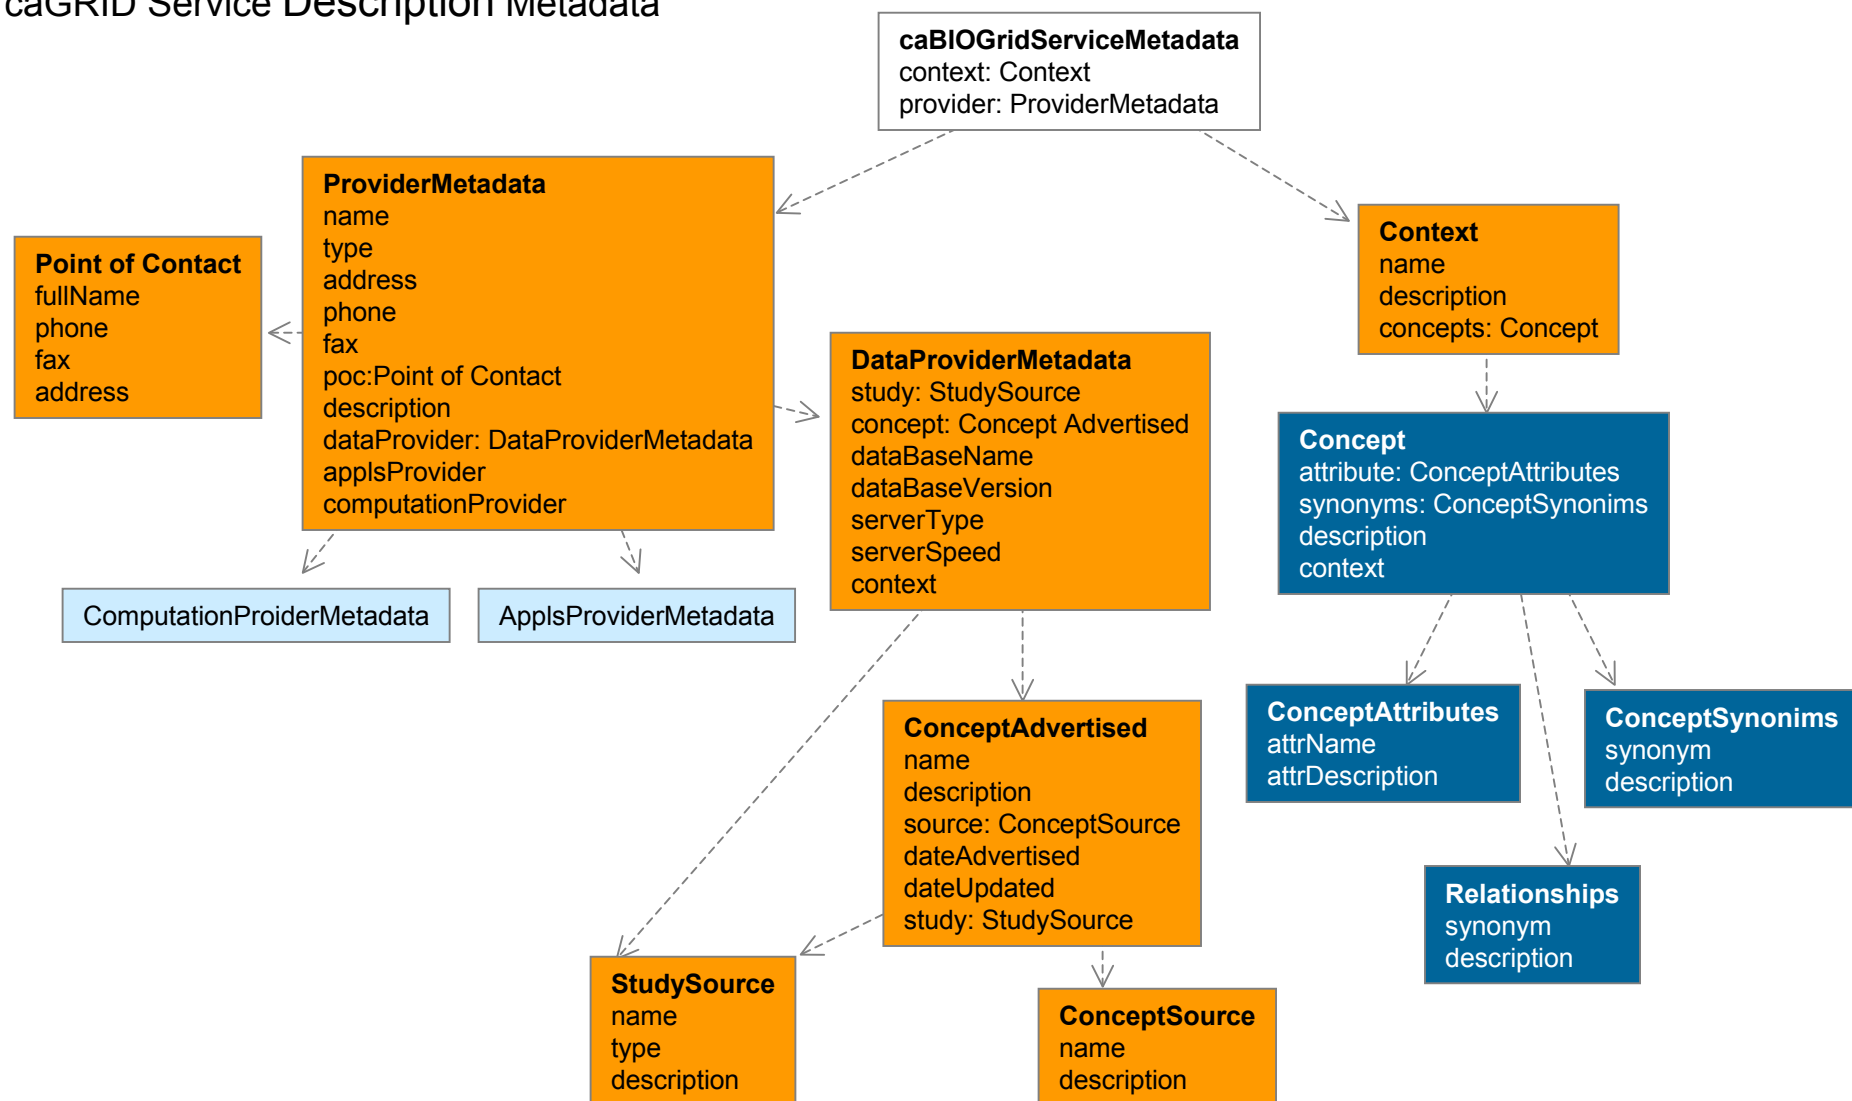 caGRID Service Description Metadata
caBIOGridServiceMetadata
context: Context
provider: ProviderMetadata
ProviderMetadata
name
type
address
phone
fax
poc:Point of Contact
description
dataProvider: DataProviderMetadata
applsProvider
computationProvider
Point of Contact
fullName
phone
fax
address
Context
name
description
concepts: Concept
DataProviderMetadata
study: StudySource
concept: Concept Advertised
dataBaseName
dataBaseVersion
serverType
serverSpeed
context
Concept
attribute: ConceptAttributes
synonyms: ConceptSynonims
description
context
ComputationProiderMetadata
ApplsProviderMetadata
ConceptAdvertised
name
description
source: ConceptSource
dateAdvertised
dateUpdated
study: StudySource
ConceptAttributes
attrName
attrDescription
ConceptSynonims
synonym
description
Relationships
synonym
description
StudySource
name
type
description
ConceptSource
name
description